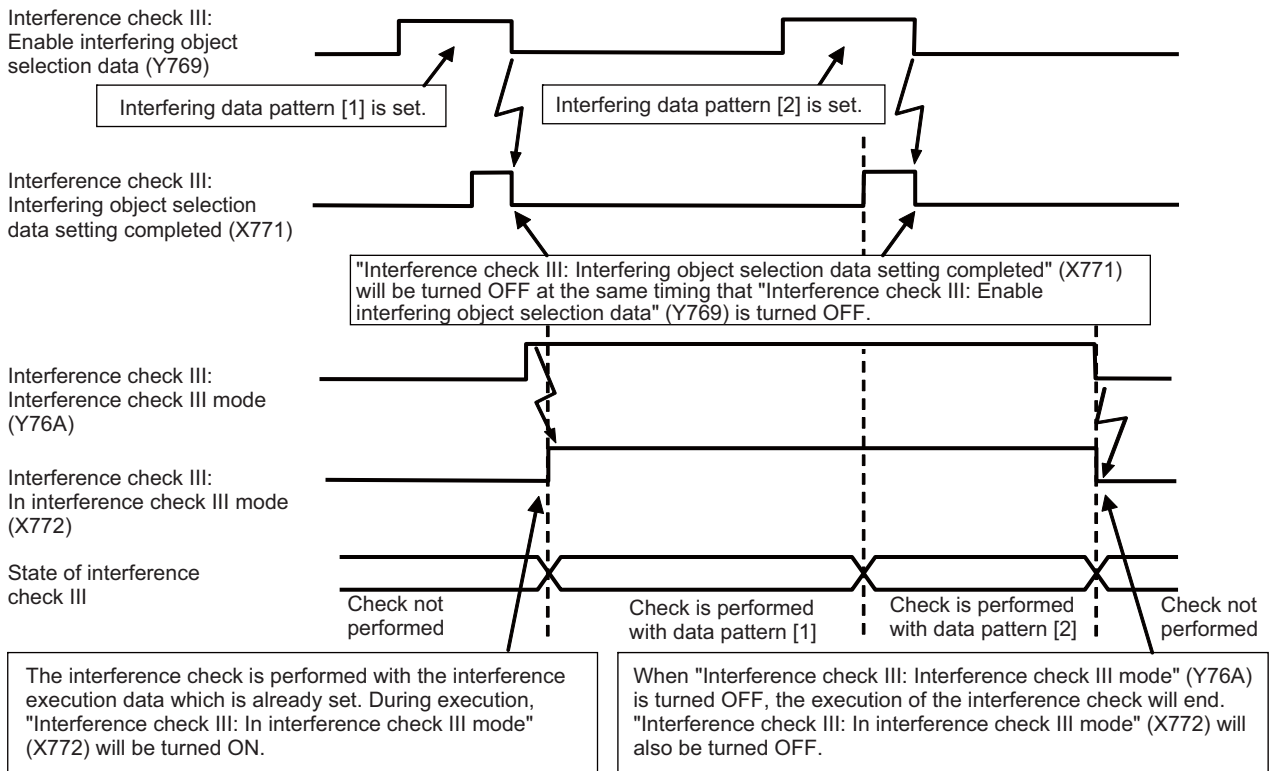 Interference check III:
Enable interfering object
selection data (Y769)
Interfering data pattern [1] is set.
Interfering data pattern [2] is set.
Interference check III:
Interfering object selection
data setting completed (X771)
"Interference check III: Interfering object selection data setting completed" (X771)
will be turned OFF at the same timing that "Interference check III: Enable
interfering object selection data" (Y769) is turned OFF.
Interference check III:
Interference check III mode
(Y76A)
Interference check III:
In interference check III mode
(X772)
State of interference
check III
Check not
performed
Check is performed
with data pattern [1]
Check is performed
with data pattern [2]
Check not
performed
The interference check is performed with the interference
execution data which is already set. During execution,
"Interference check III: In interference check III mode"
(X772) will be turned ON.
When "Interference check III: Interference check III mode" (Y76A)
is turned OFF, the execution of the interference check will end.
"Interference check III: In interference check III mode" (X772) will
also be turned OFF.